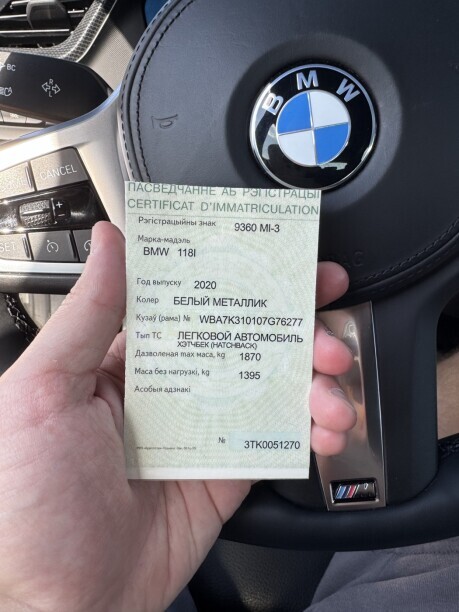 BMW
BC
CANCEL
ПАСВЕДЧАННЕ АБ РЭГІСТРАЦЫІ
CERTIFICAT D'IMMATRICULATION
Рэгістрацыйны знак 9360 MI-3
Марка-мадэль
BMW 118I
Год выпуску 2020
Колер БЕЛЫЙ МЕТАЛЛИК
Кузаў (рама) № WBA7K310107G76277
Тып ТС ЛЕГКОВОЙ АВТОМОБИЛЬ
ХЭТЧБЕК (HATCHBACK)
Дазволеная max маса, kg 1870
Маса без нагрузкі, kg 1395
Асобыя адзнакі
№ 3TK0051270